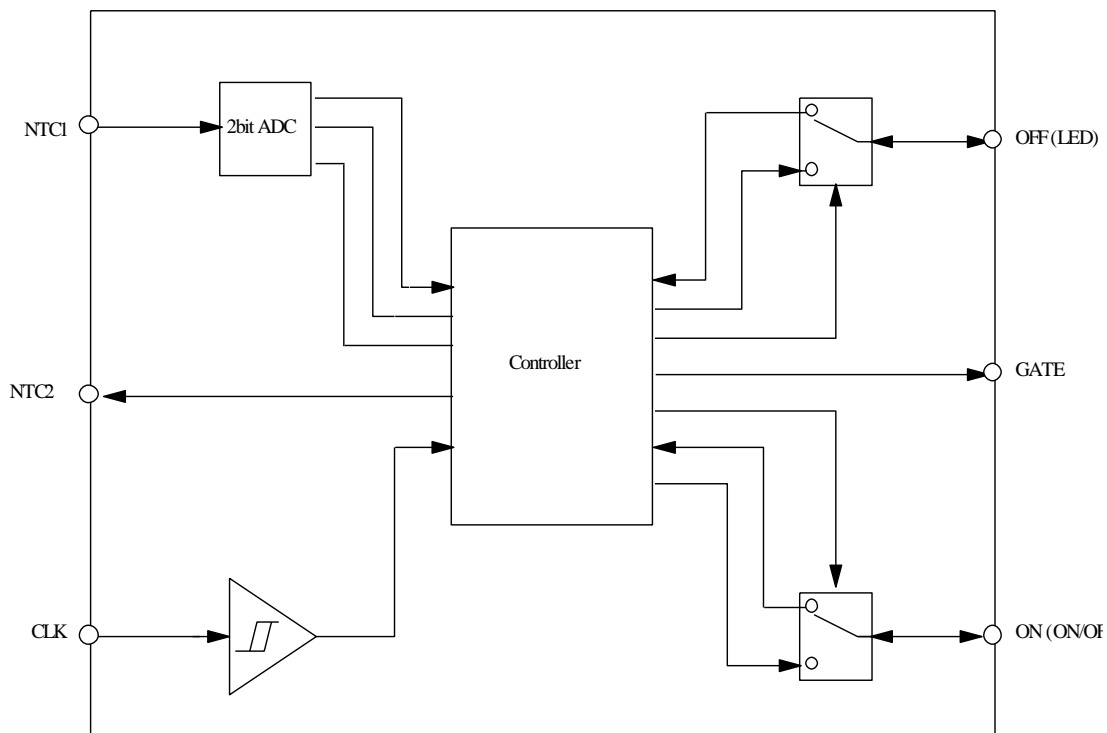 NTC1
2bit ADC
OFF (LED)
Controller
NTC2
GATE
CLK
ON (ON/OF